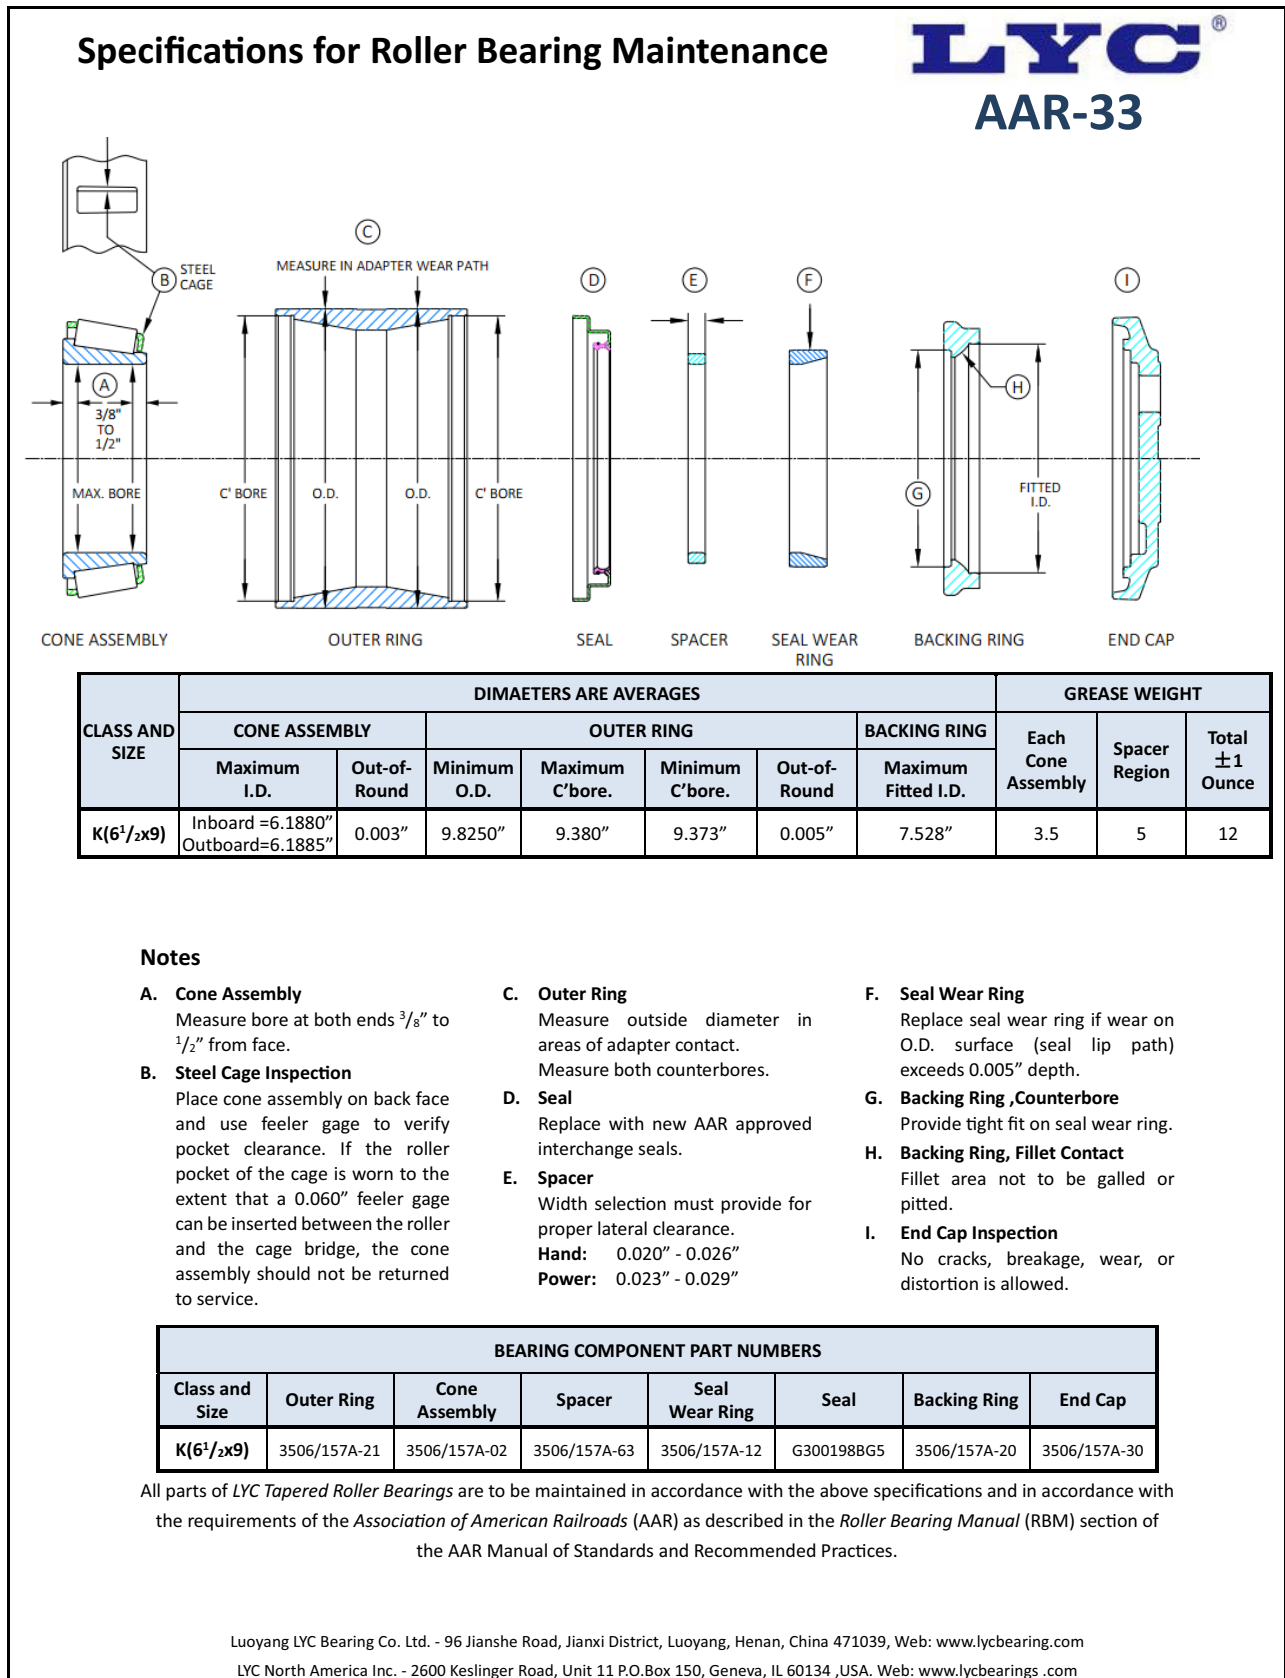 Specifications for Roller Bearing Maintenance
LYC®
AAR-33
C
MEASURE IN ADAPTER WEAR PATH
B STEEL
CAGE
D
E
F
I
A
3/8"
TO
1/2"
H
MAX. BORE
C' BORE
O.D.
O.D.
C' BORE
G
FITTED
I.D.
CONE ASSEMBLY
OUTER RING
SEAL
SPACER
SEAL WEAR
RING
BACKING RING
END CAP
CLASS AND
SIZE
DIMAETERS ARE AVERAGES
GREASE WEIGHT
CONE ASSEMBLY
OUTER RING
BACKING RING
Each
Cone
Assembly
Spacer
Region
Total
±1
Ounce
Maximum
I.D.
Out-of-
Round
Minimum
O.D.
Maximum
C’bore.
Minimum
C’bore.
Out-of-
Round
Maximum
Fitted I.D.
K(6¹/₂x9)
Inboard =6.1880”
Outboard=6.1885”
0.003”
9.8250”
9.380”
9.373”
0.005”
7.528”
3.5
5
12
Notes
A. Cone Assembly
Measure bore at both ends ³/₈” to
¹/₂” from face.
B. Steel Cage Inspection
Place cone assembly on back face
and use feeler gage to verify
pocket clearance. If the roller
pocket of the cage is worn to the
extent that a 0.060” feeler gage
can be inserted between the roller
and the cage bridge, the cone
assembly should not be returned
to service.
C. Outer Ring
Measure outside diameter in
areas of adapter contact.
Measure both counterbores.
D. Seal
Replace with new AAR approved
interchange seals.
E. Spacer
Width selection must provide for
proper lateral clearance.
Hand: 0.020” - 0.026”
Power: 0.023” - 0.029”
F. Seal Wear Ring
Replace seal wear ring if wear on
O.D. surface (seal lip path)
exceeds 0.005” depth.
G. Backing Ring ,Counterbore
Provide tight fit on seal wear ring.
H. Backing Ring, Fillet Contact
Fillet area not to be galled or
pitted.
I. End Cap Inspection
No cracks, breakage, wear, or
distortion is allowed.
BEARING COMPONENT PART NUMBERS
Class and
Size
Outer Ring
Cone
Assembly
Spacer
Seal
Wear Ring
Seal
Backing Ring
End Cap
K(6¹/₂x9)
3506/157A-21
3506/157A-02
3506/157A-63
3506/157A-12
G300198BG5
3506/157A-20
3506/157A-30
All parts of LYC Tapered Roller Bearings are to be maintained in accordance with the above specifications and in accordance with
the requirements of the Association of American Railroads (AAR) as described in the Roller Bearing Manual (RBM) section of
the AAR Manual of Standards and Recommended Practices.
Luoyang LYC Bearing Co. Ltd. - 96 Jianshe Road, Jianxi District, Luoyang, Henan, China 471039, Web: www.lycbearing.com
LYC North America Inc. - 2600 Keslinger Road, Unit 11 P.O.Box 150, Geneva, IL 60134 ,USA. Web: www.lycbearings .com